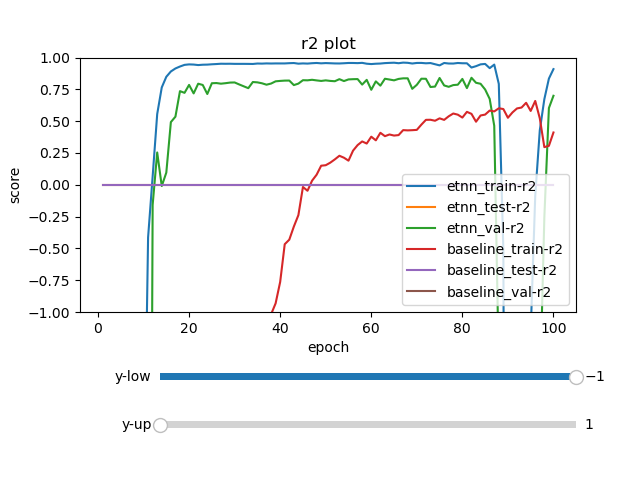 r2 plot
1.00
0.75
0.50
0.25
0.00
−0.25
−0.50
−0.75
−1.00
score
etnn_train-r2
etnn_test-r2
etnn_val-r2
baseline_train-r2
baseline_test-r2
baseline_val-r2
0 20 40 60 80 100
epoch
y-low −1
y-up 1